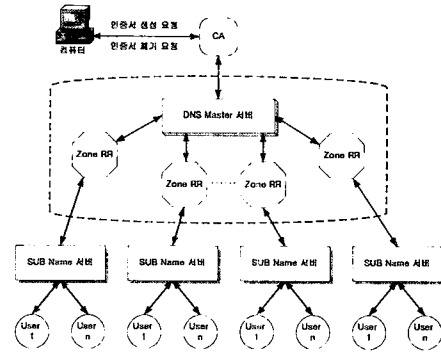 인증서 생성 요청
인증서 폐기 요청
컴퓨터
CA
DNS Master 서버
Zone RR
Zone RR
Zone RR
Zone RR
SUB Name 서버
SUB Name 서버
SUB Name 서버
SUB Name 서버
User 1
User n
User 1
User n
User 1
User n
User 1
User n